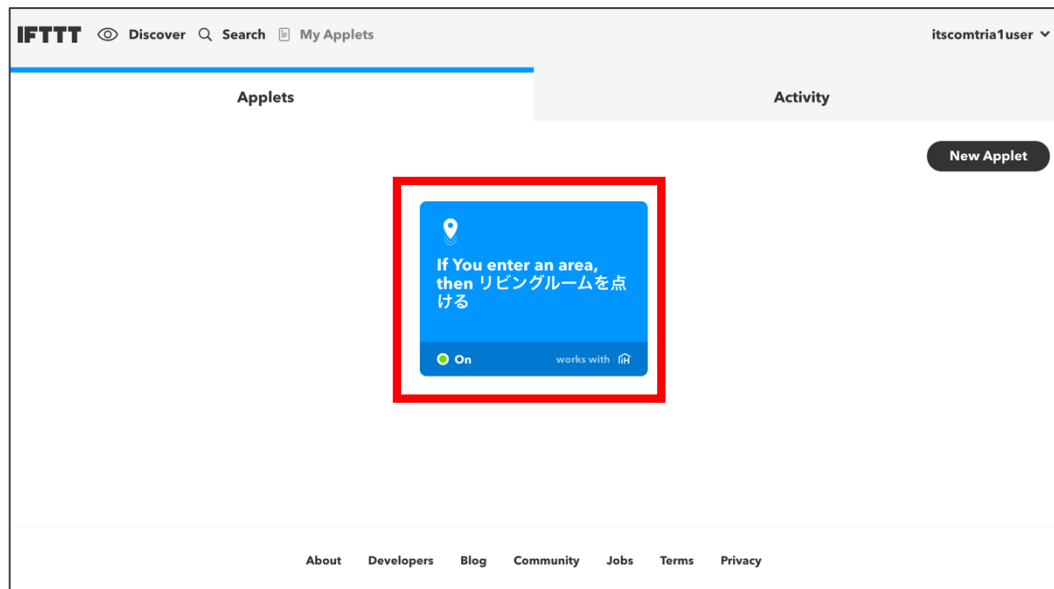 IFTTT Discover Search My Applets itscomtria1user
Applets Activity
New Applet
If You enter an area,
then リビングルームを点
ける
On works with iH
About Developers Blog Community Jobs Terms Privacy